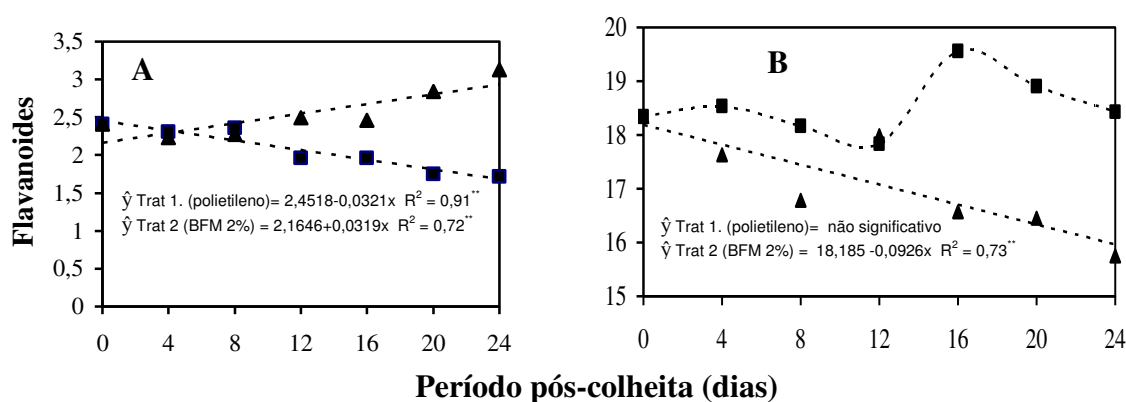 Flavanoides
3,5
3
2,5
2
1,5
1
0,5
0
A
ŷ Trat 1. (polietileno)= 2,4518-0,0321x R² = 0,91**
ŷ Trat 2 (BFM 2%) = 2,1646+0,0319x R² = 0,72**
0 4 8 12 16 20 24
20
19
18
17
16
15
B
ŷ Trat 1. (polietileno)= não significativo
ŷ Trat 2 (BFM 2%) = 18,185 -0,0926x R² = 0,73**
0 4 8 12 16 20 24
Período pós-colheita (dias)